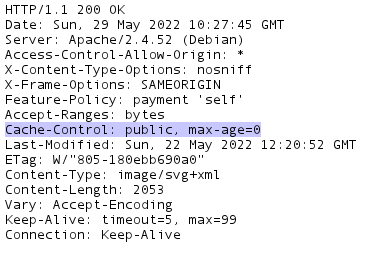 HTTP/1.1 200 OK
Date: Sun, 29 May 2022 10:27:45 GMT
Server: Apache/2.4.52 (Debian)
Access-Control-Allow-Origin: *
X-Content-Type-Options: nosniff
X-Frame-Options: SAMEORIGIN
Feature-Policy: payment 'self'
Accept-Ranges: bytes
Cache-Control: public, max-age=0
Last-Modified: Sun, 22 May 2022 12:20:52 GMT
ETag: W/"805-180ebb690a0"
Content-Type: image/svg+xml
Content-Length: 2053
Vary: Accept-Encoding
Keep-Alive: timeout=5, max=99
Connection: Keep-Alive